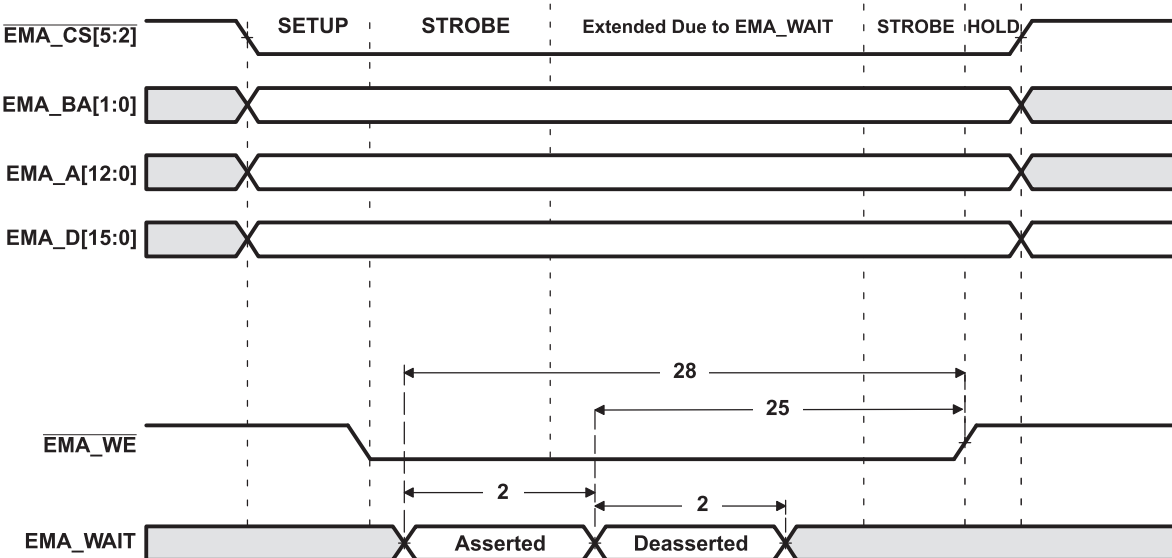 SETUP STROBE Extended Due to EMA_WAIT STROBE HOLD
EMA_CS[5:2]
EMA_BA[1:0]
EMA_A[12:0]
EMA_D[15:0]
28
25
EMA_WE
2
2
EMA_WAIT Asserted Deasserted